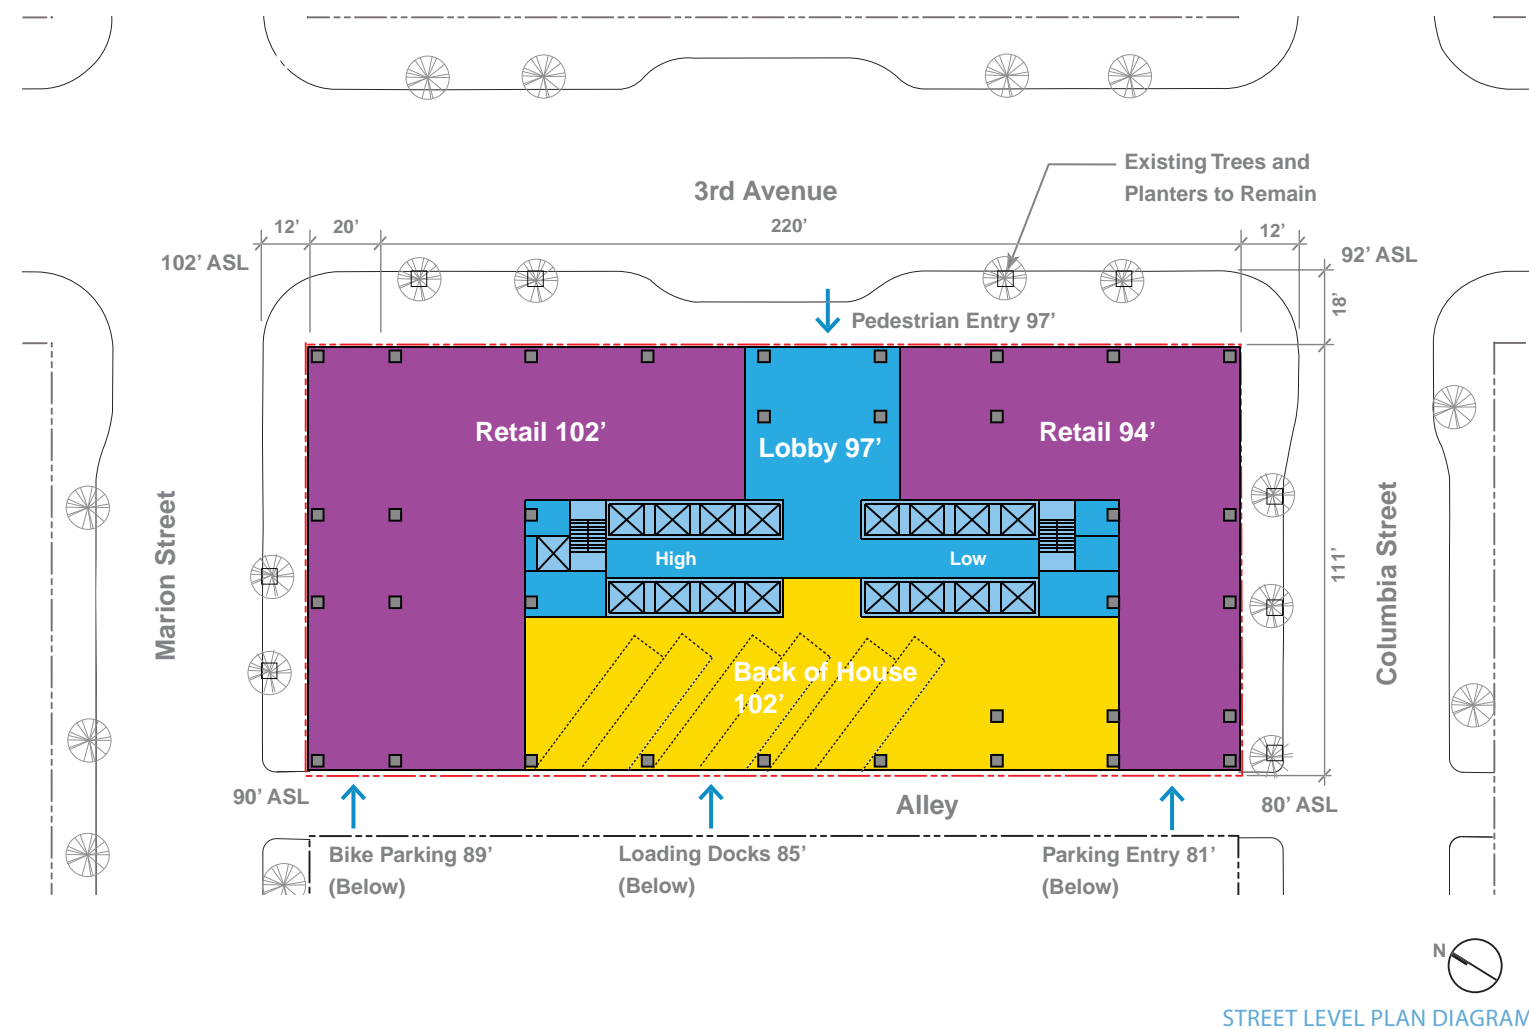 Existing Trees and
Planters to Remain
3rd Avenue
12’
20’
220’
12’
102’ ASL
92’ ASL
18’
Pedestrian Entry 97’
Retail 102’
Lobby 97’
Retail 94’
High
Low
111’
Marion Street
Columbia Street
Back of House
102’
90’ ASL
Alley
80’ ASL
Bike Parking 89’
(Below)
Loading Docks 85’
(Below)
Parking Entry 81’
(Below)
N
STREET LEVEL PLAN DIAGRAM